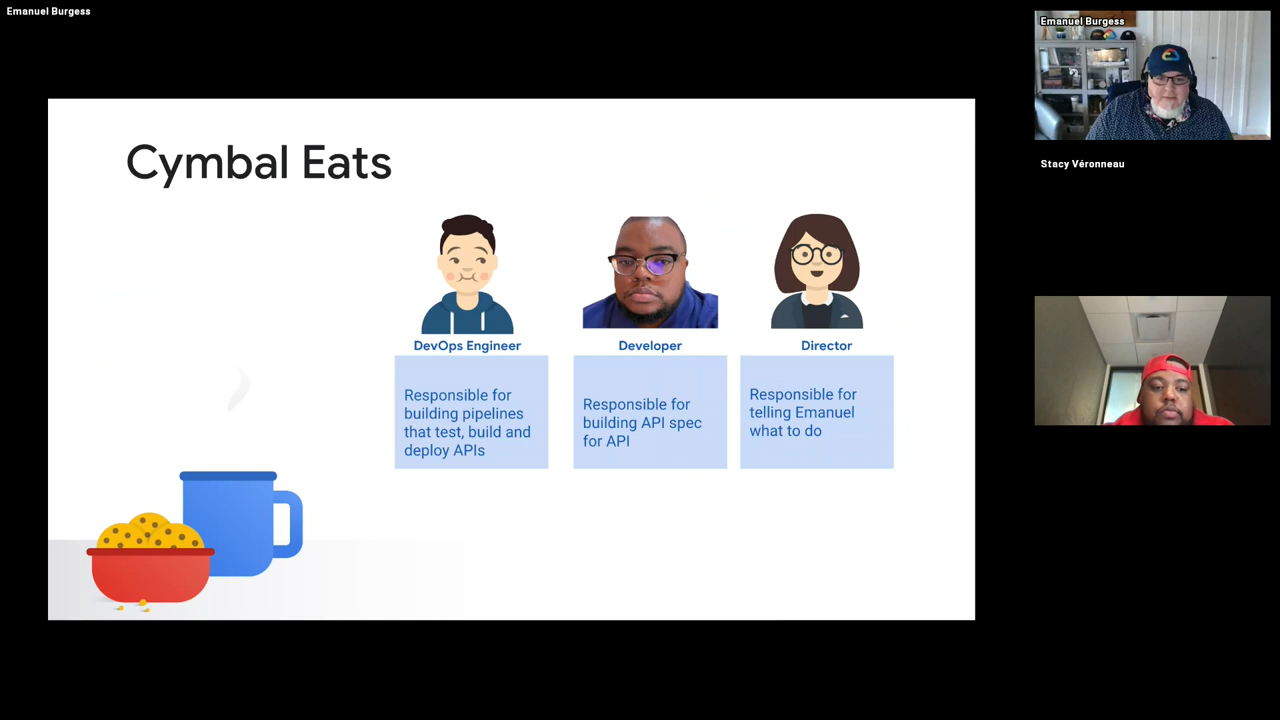 Emanuel Burgess
Emanuel Burgess
Stacy Véronneau
Cymbal Eats
DevOps Engineer
Responsible for
building pipelines
that test, build and
deploy APIs
Developer
Responsible for
building API spec
for API
Director
Responsible for
telling Emanuel
what to do